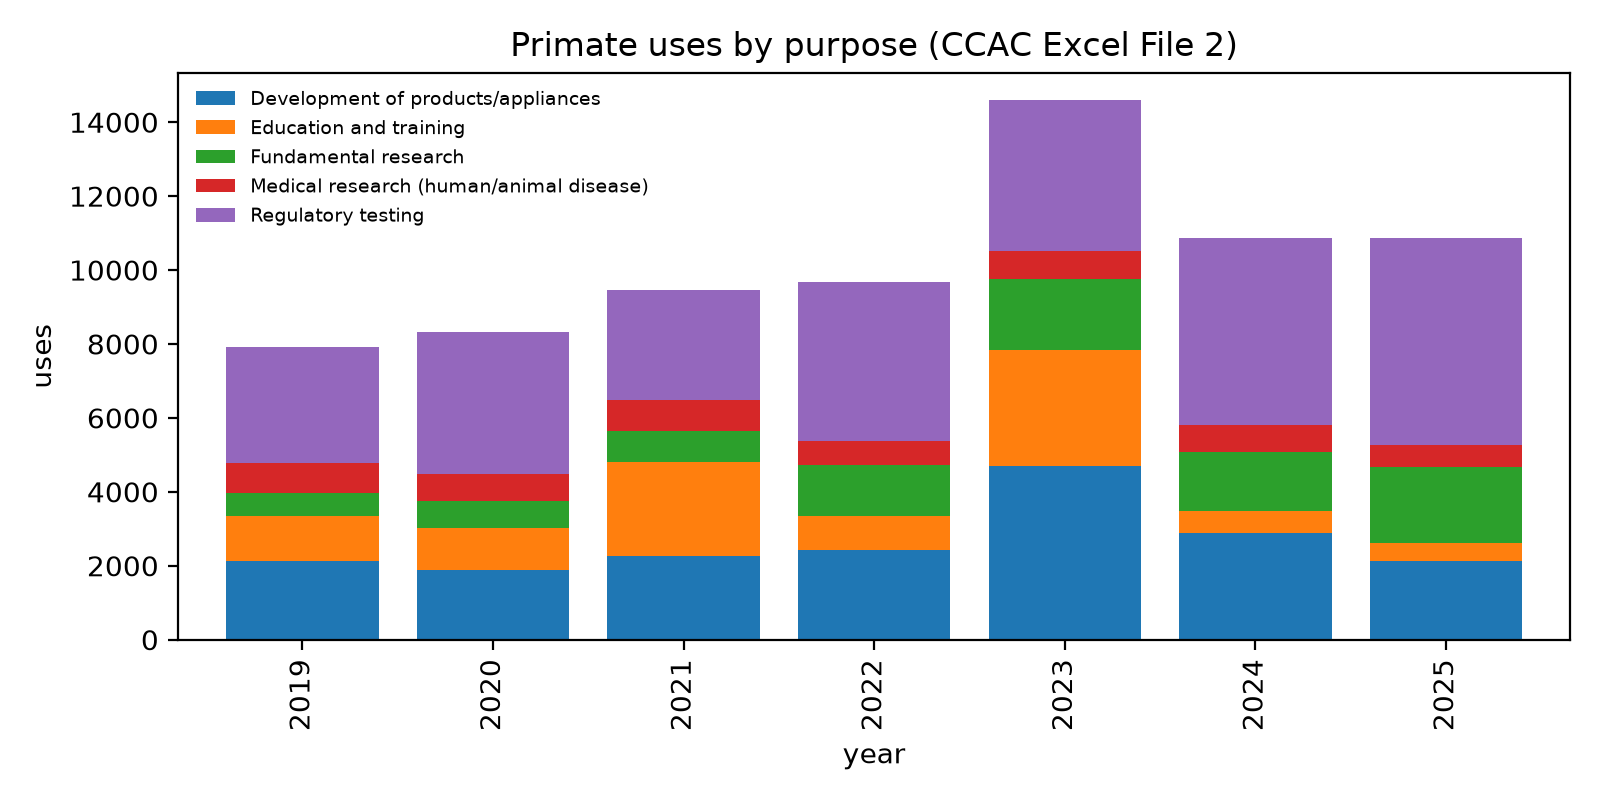 Primate uses by purpose (CCAC Excel File 2)
Development of products/appliances
Education and training
Fundamental research
Medical research (human/animal disease)
Regulatory testing
14000
12000
10000
8000
6000
4000
2000
0
uses
2019 2020 2021 2022 2023 2024 2025
year